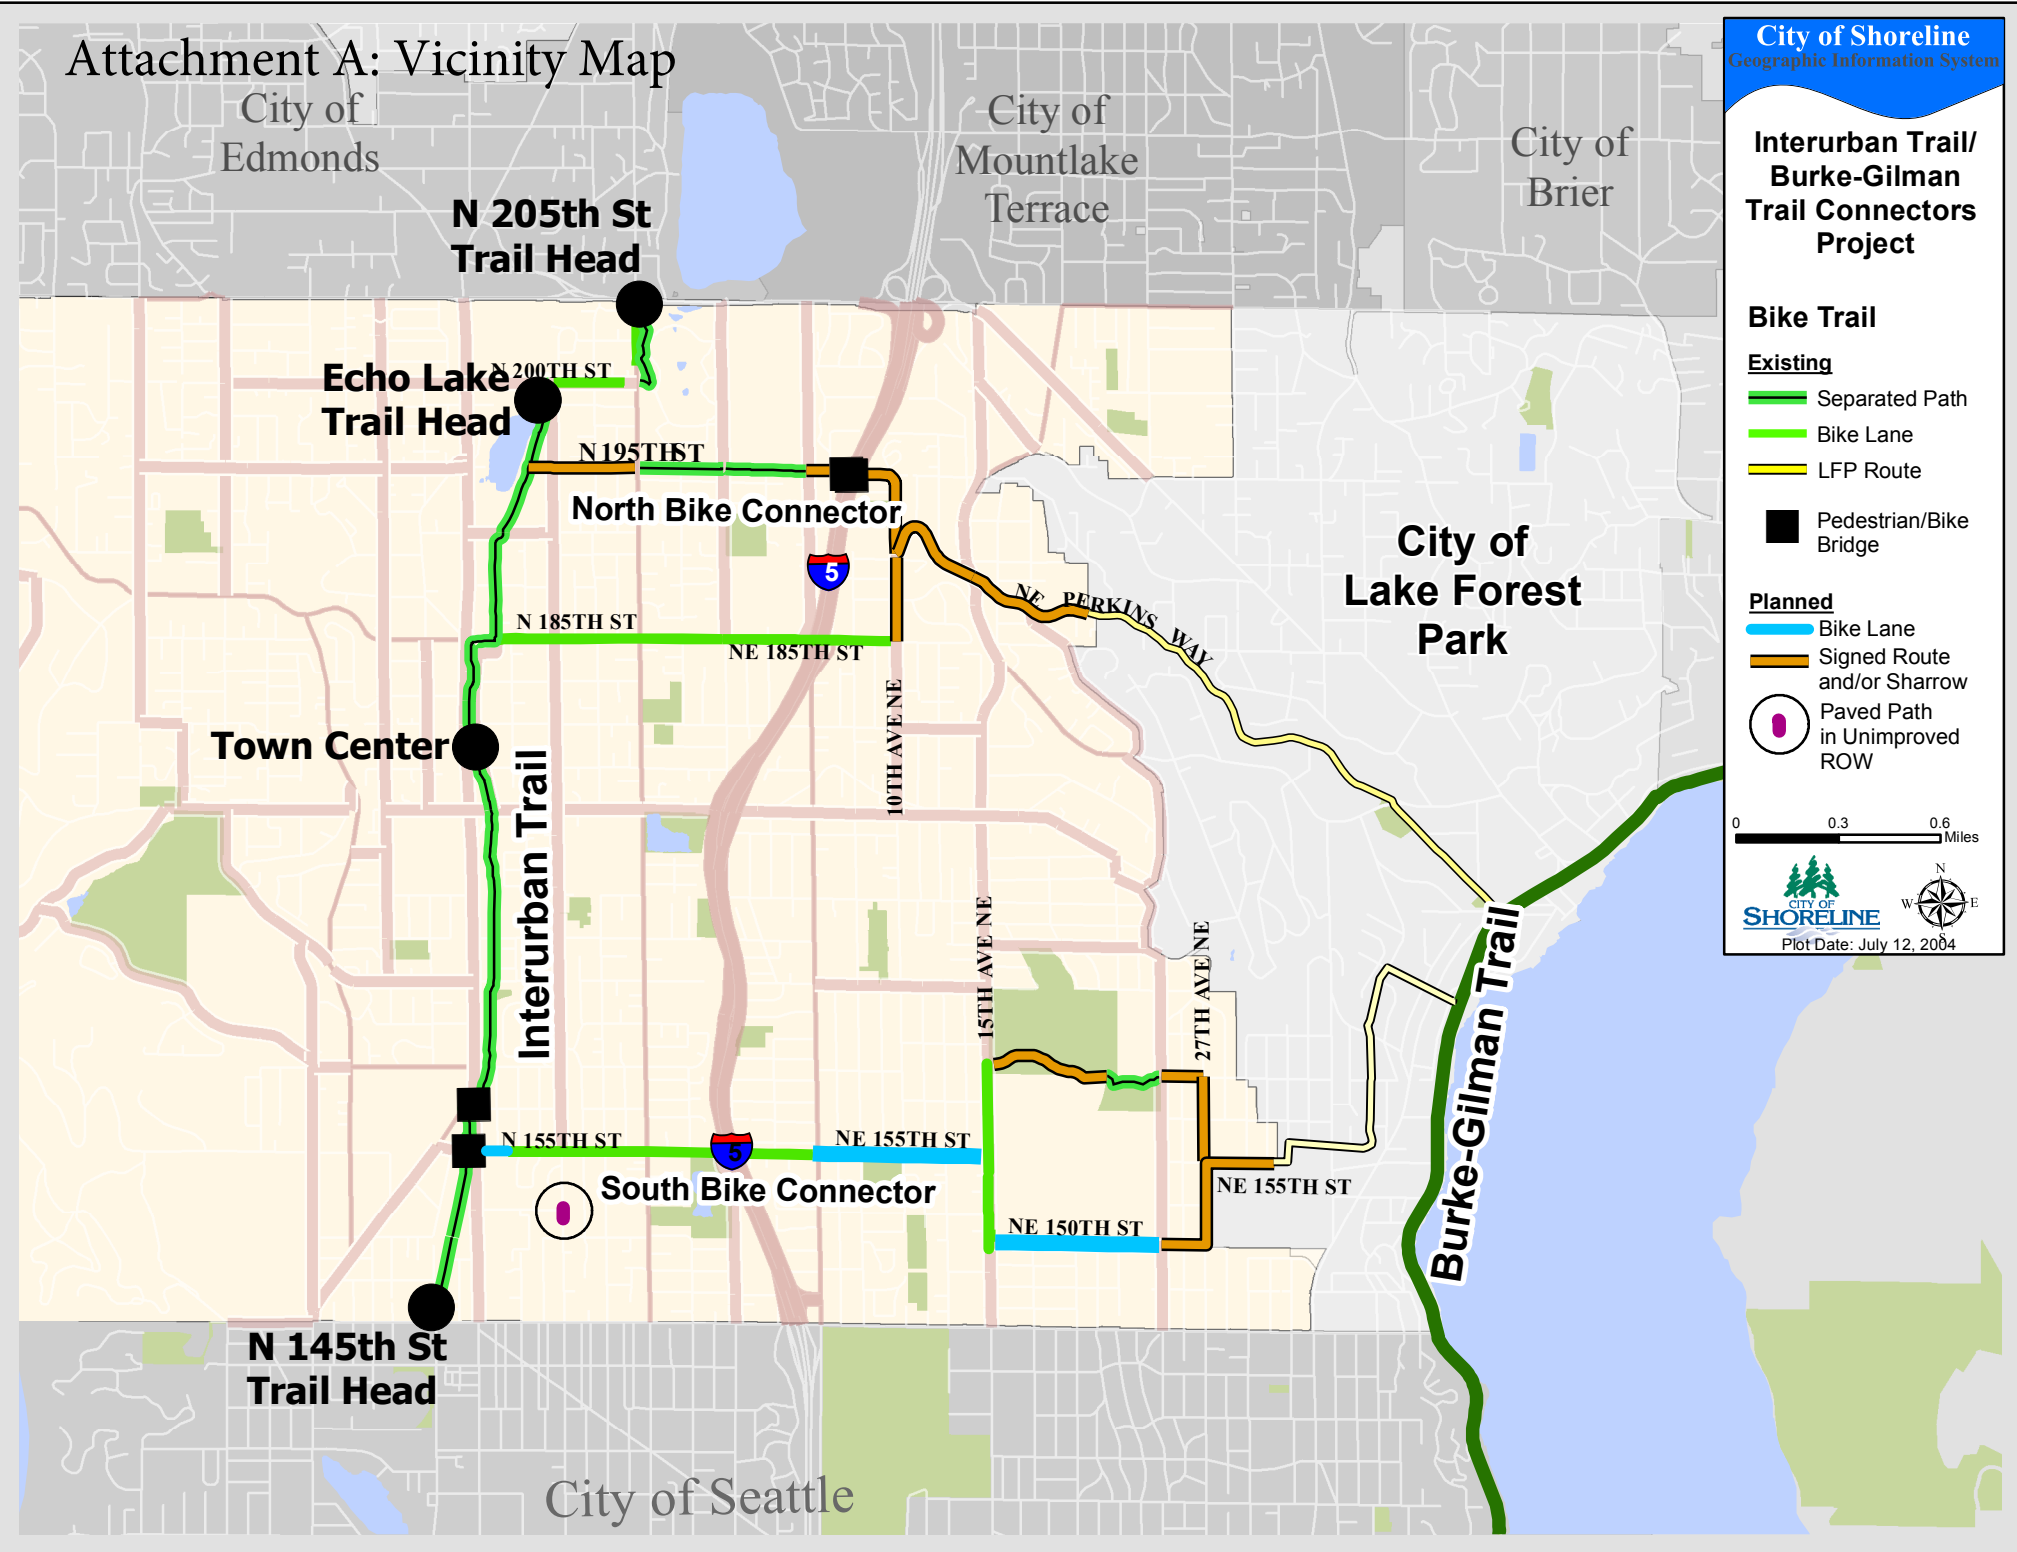 Attachment A: Vicinity Map
City of
Edmonds
City of
Mountlake
Terrace
City of
Brier
N 205th St
Trail Head
Echo Lake
Trail Head
N 200TH ST
N 195TH ST
North Bike Connector
5
N 185TH ST
NE 185TH ST
NE PERKINS WAY
City of
Lake Forest
Park
10TH AVE NE
Town Center
Interurban Trail
15TH AVE NE
27TH AVE NE
Burke-Gilman Trail
N 155TH ST
5
NE 155TH ST
South Bike Connector
NE 155TH ST
NE 150TH ST
N 145th St
Trail Head
City of Seattle
City of Shoreline
Geographic Information System
Interurban Trail/
Burke-Gilman
Trail Connectors
Project
Bike Trail
Existing
Separated Path
Bike Lane
LFP Route
Pedestrian/Bike
Bridge
Planned
Bike Lane
Signed Route
and/or Sharrow
Paved Path
in Unimproved
ROW
0 0.3 0.6
Miles
CITY OF
SHORELINE
N
W E
S
Plot Date: July 12, 2004